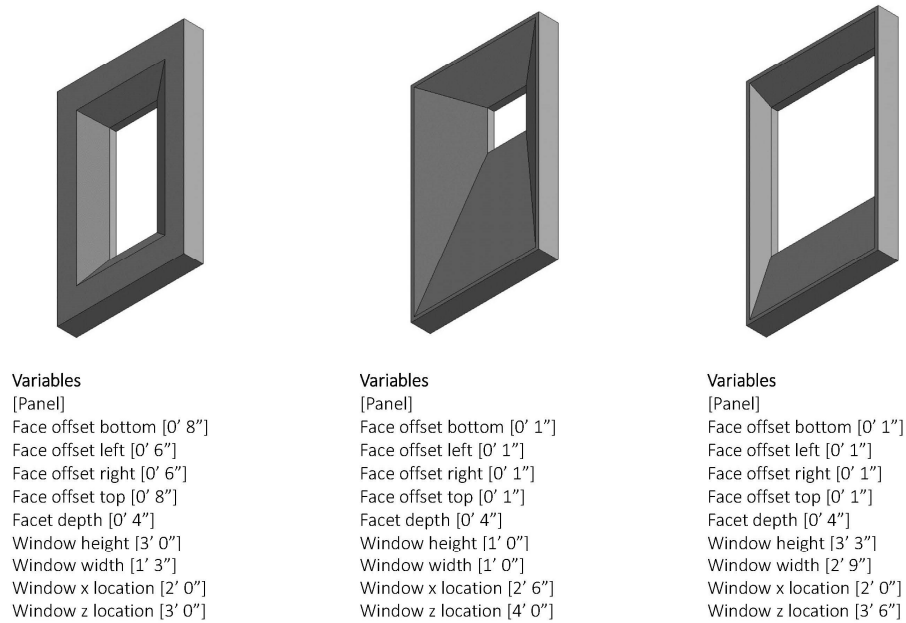 Variables
[Panel]
Face offset bottom [0’ 8”]
Face offset left [0’ 6”]
Face offset right [0’ 6”]
Face offset top [0’ 8”]
Facet depth [0’ 4”]
Window height [3’ 0”]
Window width [1’ 3”]
Window x location [2’ 0”]
Window z location [3’ 0”]
Variables
[Panel]
Face offset bottom [0’ 1”]
Face offset left [0’ 1”]
Face offset right [0’ 1”]
Face offset top [0’ 1”]
Facet depth [0’ 4”]
Window height [1’ 0”]
Window width [1’ 0”]
Window x location [2’ 6”]
Window z location [4’ 0”]
Variables
[Panel]
Face offset bottom [0’ 1”]
Face offset left [0’ 1”]
Face offset right [0’ 1”]
Face offset top [0’ 1”]
Facet depth [0’ 4”]
Window height [3’ 3”]
Window width [2’ 9”]
Window x location [2’ 0”]
Window z location [3’ 6”]